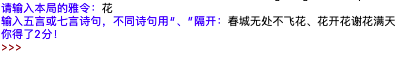 请输入本局的雅令：花
输入五言或七言诗句，不同诗句用“、”隔开：春城无处不飞花、花开花谢花满天
你得了2分！
>>>